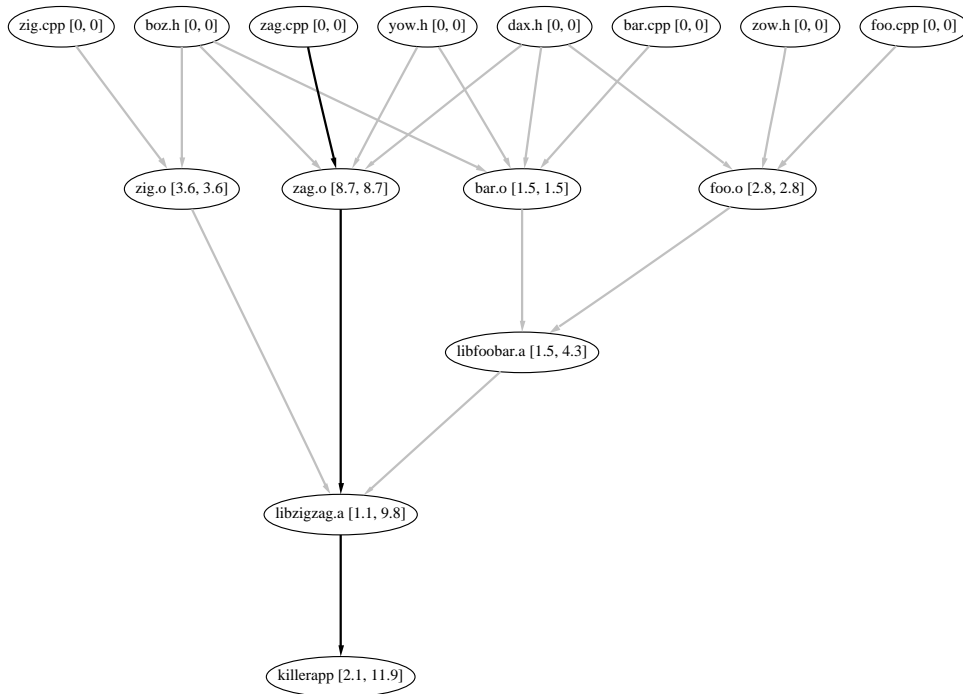 zig.cpp [0, 0]
boz.h [0, 0]
zag.cpp [0, 0]
yow.h [0, 0]
dax.h [0, 0]
bar.cpp [0, 0]
zow.h [0, 0]
foo.cpp [0, 0]
zig.o [3.6, 3.6]
zag.o [8.7, 8.7]
bar.o [1.5, 1.5]
foo.o [2.8, 2.8]
libfoobar.a [1.5, 4.3]
libzigzag.a [1.1, 9.8]
killerapp [2.1, 11.9]